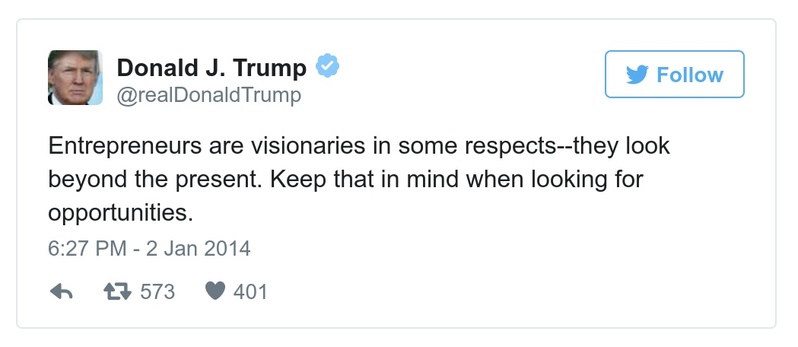 Donald J. Trump
@realDonaldTrump
Follow
Entrepreneurs are visionaries in some respects--they look
beyond the present. Keep that in mind when looking for
opportunities.
6:27 PM - 2 Jan 2014
573 401